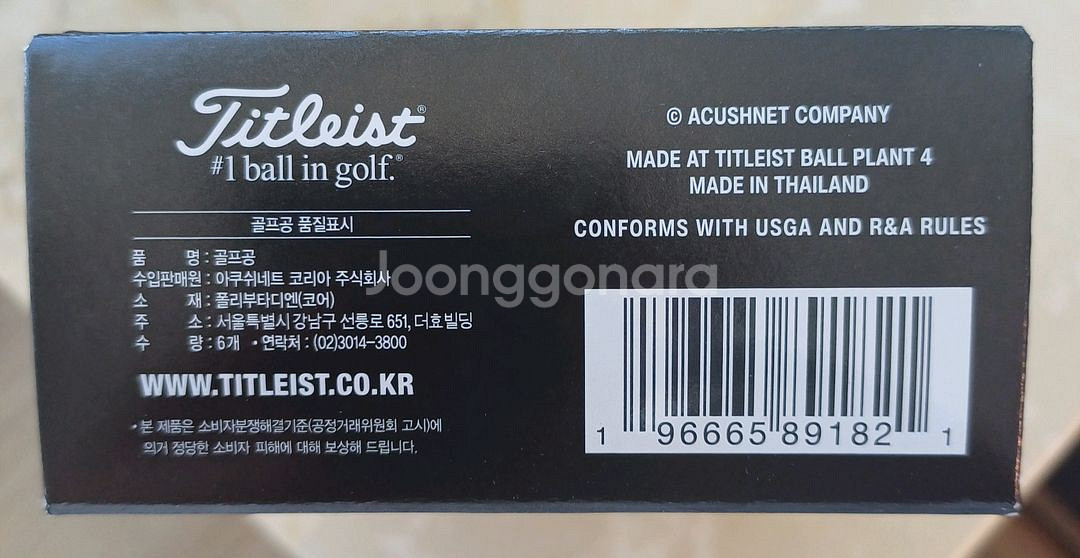 Titleist®
#1 ball in golf.®
골프공 품질표시
품 명 : 골프공
수입판매원 : 아쿠쉬네트 코리아 주식회사
소 재 : 폴리부타디엔(코어)
주 소 : 서울특별시 강남구 선릉로 651, 더효빌딩
수 량 : 6개 • 연락처 : (02)3014-3800
WWW.TITLEIST.CO.KR
• 본 제품은 소비자분쟁해결기준(공정거래위원회 고시)에
의거 정당한 소비자 피해에 대해 보상해 드립니다.
© ACUSHNET COMPANY
MADE AT TITLEIST BALL PLANT 4
MADE IN THAILAND
CONFORMS WITH USGA AND R&A RULES
Joonggonara
1 96665 89182 1